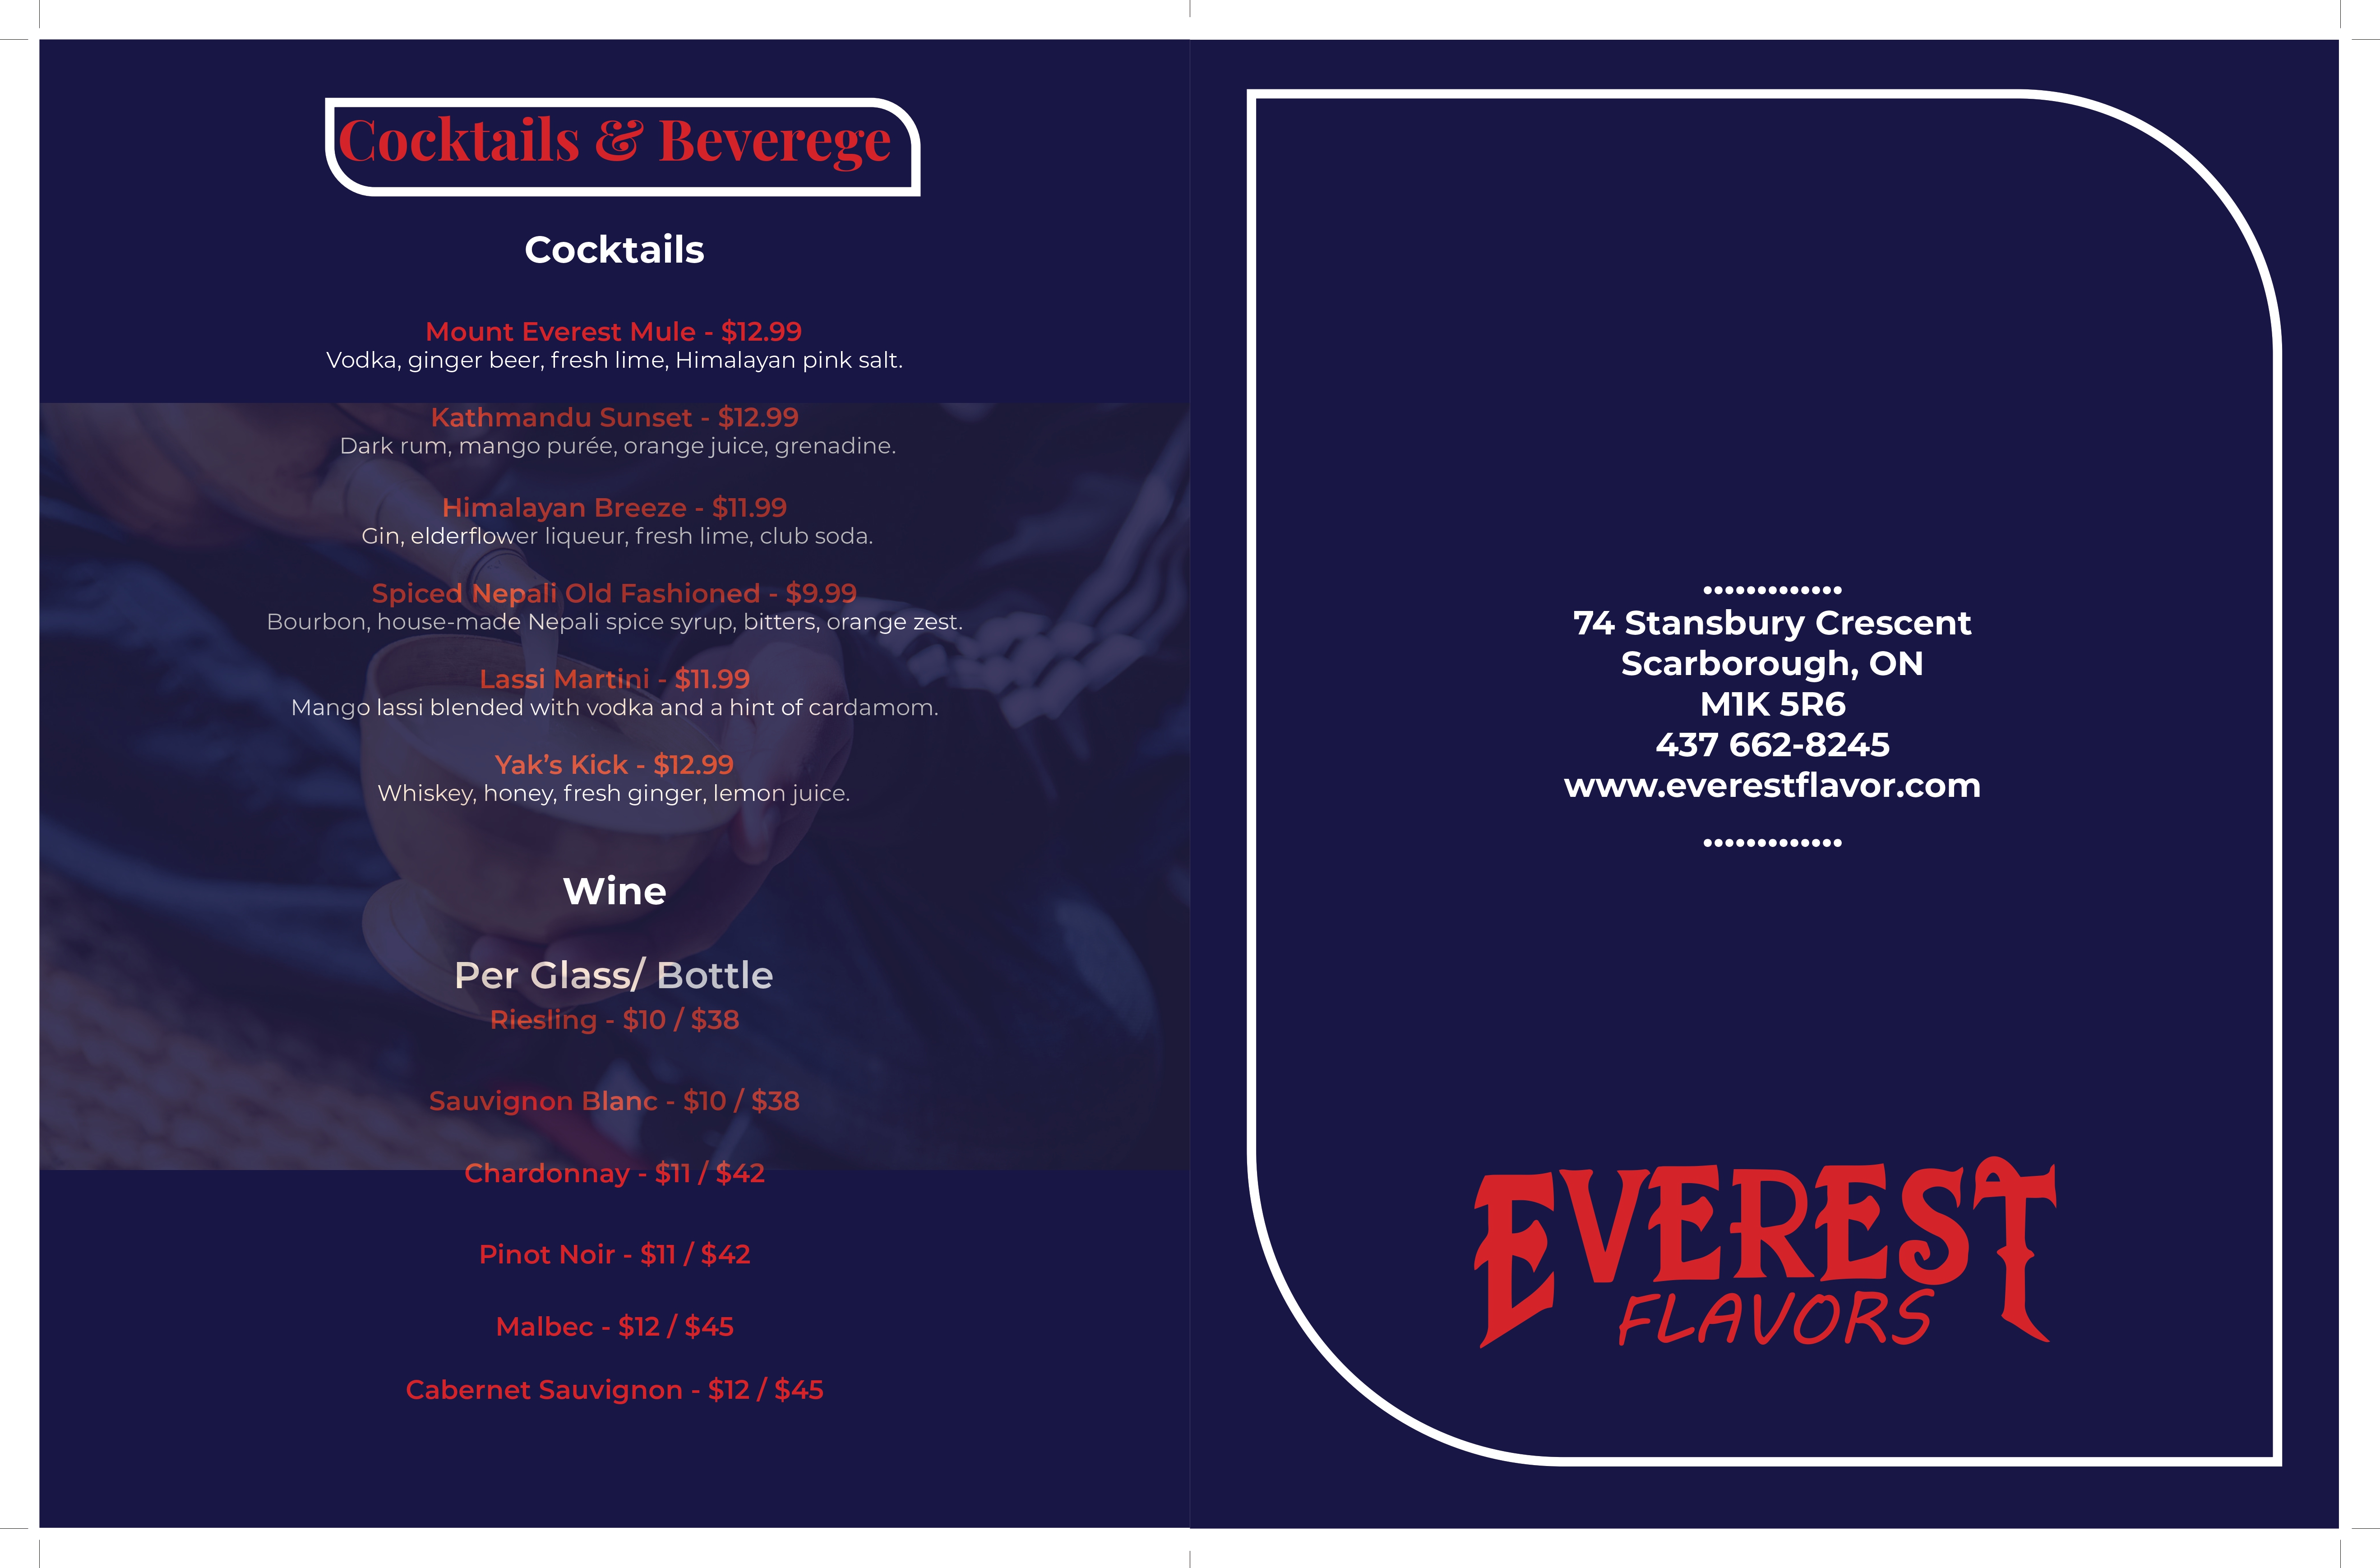 Cocktails & Beverege
Cocktails
Mount Everest Mule - $12.99
Vodka, ginger beer, fresh lime, Himalayan pink salt.
Kathmandu Sunset - $12.99
Dark rum, mango purée, orange juice, grenadine.
Himalayan Breeze - $11.99
Gin, elderflower liqueur, fresh lime, club soda.
Spiced Nepali Old Fashioned - $9.99
Bourbon, house-made Nepali spice syrup, bitters, orange zest.
Lassi Martini - $11.99
Mango lassi blended with vodka and a hint of cardamom.
Yak’s Kick - $12.99
Whiskey, honey, fresh ginger, lemon juice.
Wine
Per Glass/ Bottle
Riesling - $10 / $38
Sauvignon Blanc - $10 / $38
Chardonnay - $11 / $42
Pinot Noir - $11 / $42
Malbec - $12 / $45
Cabernet Sauvignon - $12 / $45
74 Stansbury Crescent
Scarborough, ON
M1K 5R6
437 662-8245
www.everestflavor.com
EVEREST
FLAVORS